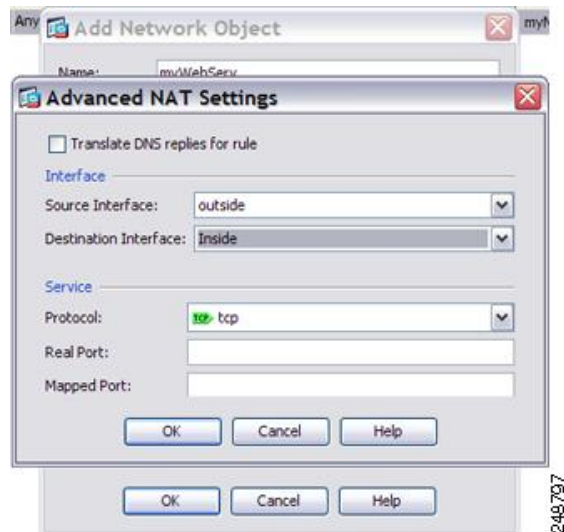 Any
Add Network Object
myN
Name: myWebServ
Advanced NAT Settings
Translate DNS replies for rule
Interface
Source Interface: outside
Destination Interface: Inside
Service
Protocol: TCP tcp
Real Port:
Mapped Port:
OK Cancel Help
OK Cancel Help
248797